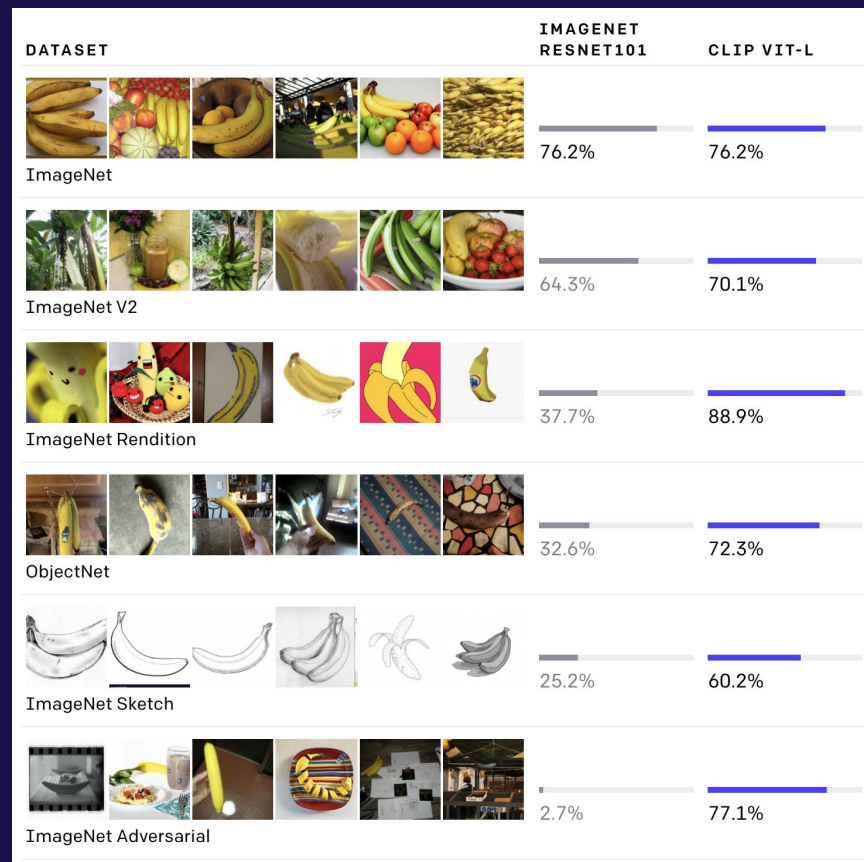 DATASET
IMAGENET
RESNET101
CLIP VIT-L
ImageNet
76.2%
76.2%
ImageNet V2
64.3%
70.1%
ImageNet Rendition
37.7%
88.9%
ObjectNet
32.6%
72.3%
ImageNet Sketch
25.2%
60.2%
ImageNet Adversarial
2.7%
77.1%